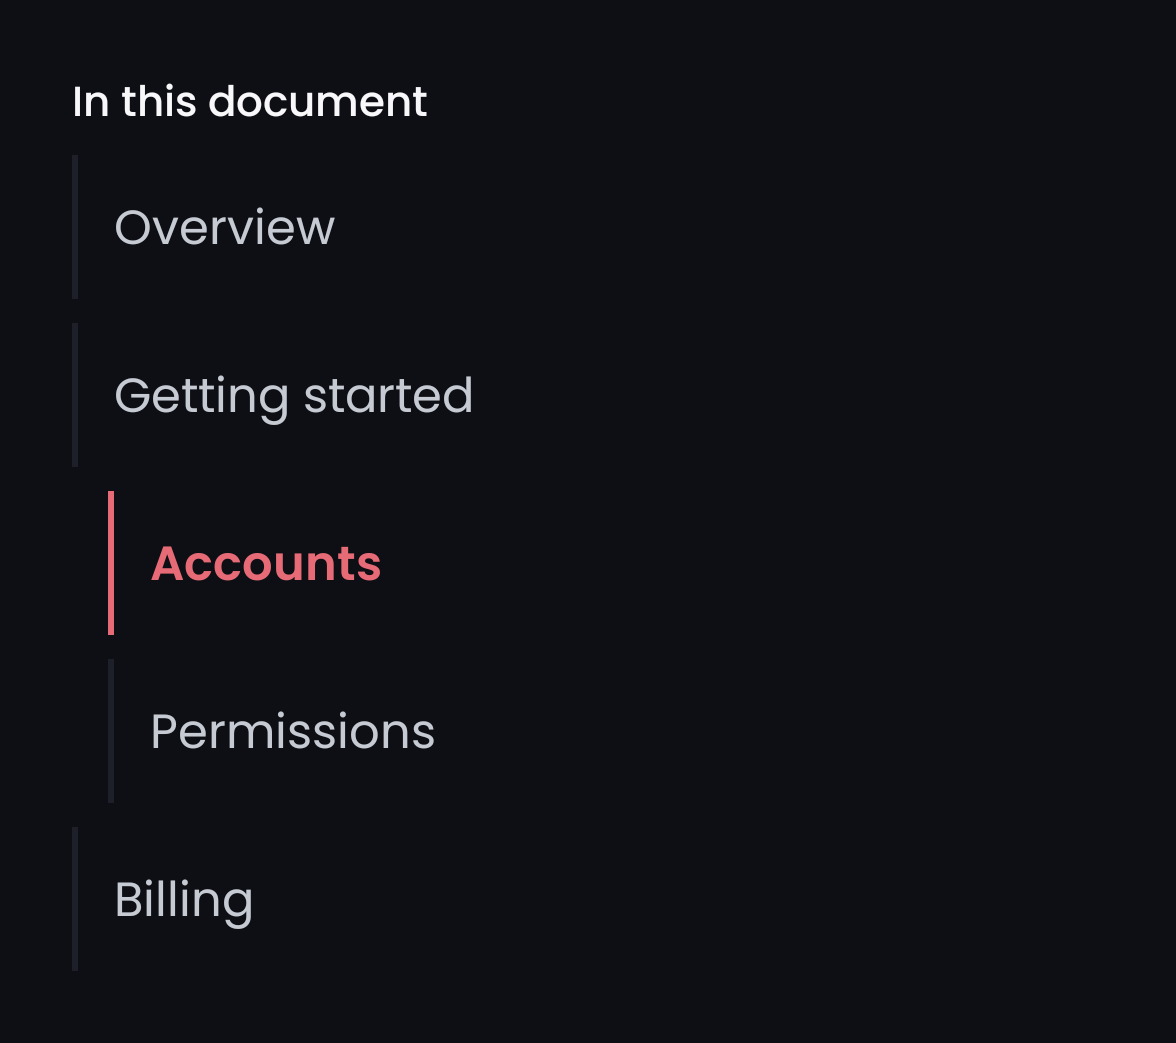 In this document
Overview
Getting started
Accounts
Permissions
Billing